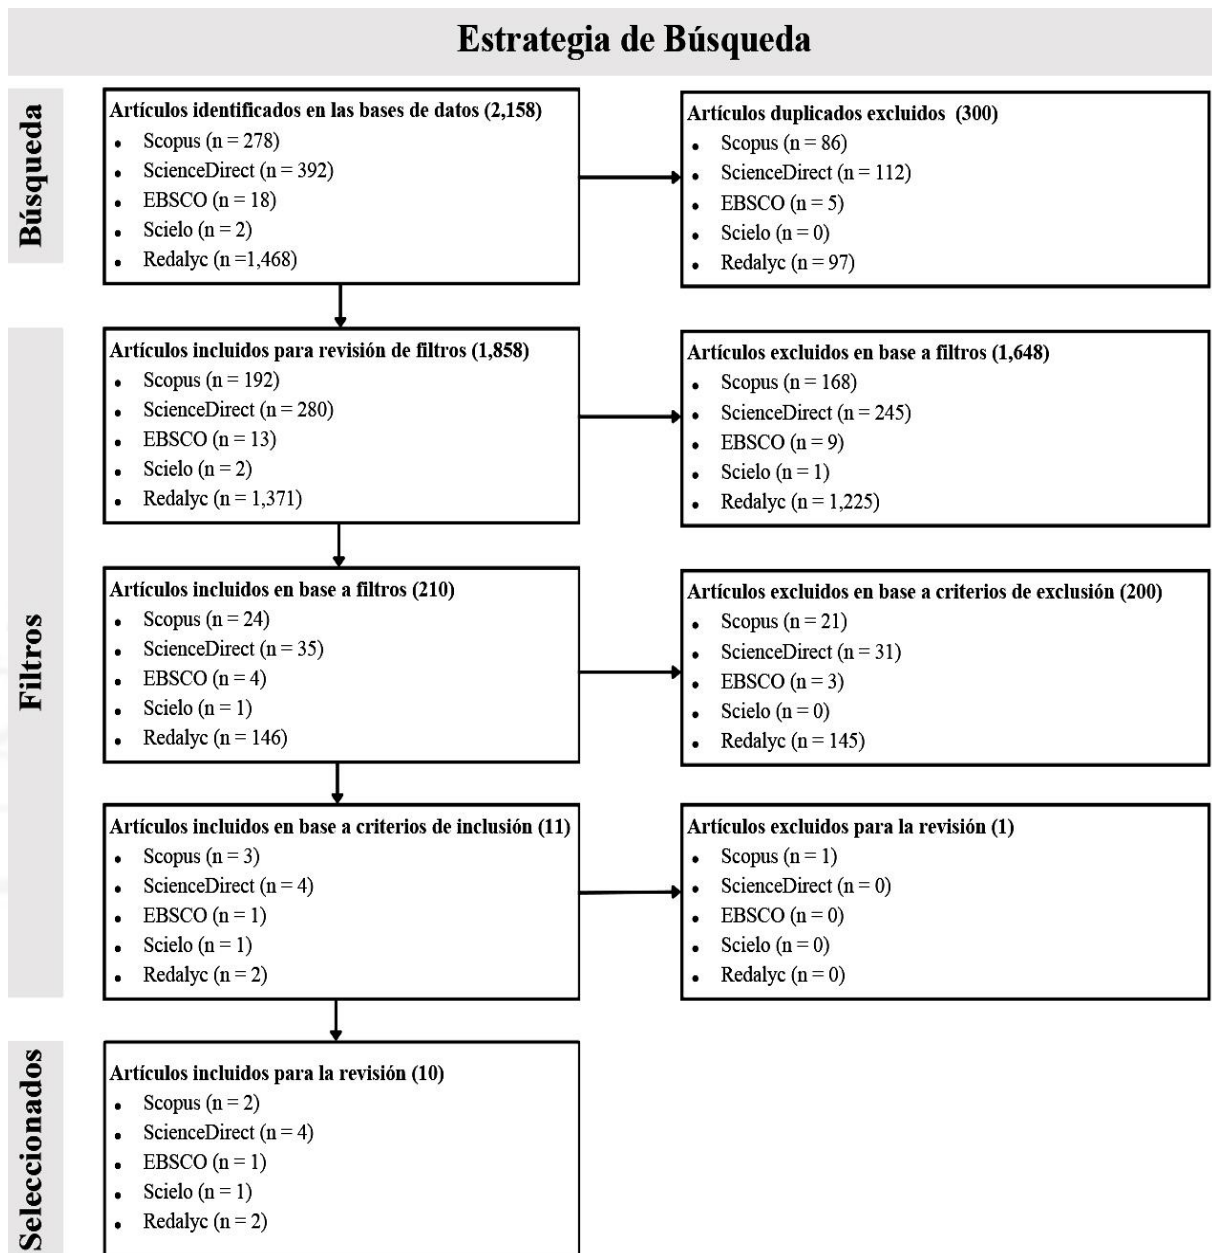 Estrategia de Búsqueda
Búsqueda
Artículos identificados en las bases de datos (2,158)
• Scopus (n = 278)
• ScienceDirect (n = 392)
• EBSCO (n = 18)
• Scielo (n = 2)
• Redalyc (n =1,468)
Artículos duplicados excluidos (300)
• Scopus (n = 86)
• ScienceDirect (n = 112)
• EBSCO (n = 5)
• Scielo (n = 0)
• Redalyc (n = 97)
Filtros
Artículos incluidos para revisión de filtros (1,858)
• Scopus (n = 192)
• ScienceDirect (n = 280)
• EBSCO (n = 13)
• Scielo (n = 2)
• Redalyc (n = 1,371)
Artículos excluidos en base a filtros (1,648)
• Scopus (n = 168)
• ScienceDirect (n = 245)
• EBSCO (n = 9)
• Scielo (n = 1)
• Redalyc (n = 1,225)
Artículos incluidos en base a filtros (210)
• Scopus (n = 24)
• ScienceDirect (n = 35)
• EBSCO (n = 4)
• Scielo (n = 1)
• Redalyc (n = 146)
Artículos excluidos en base a criterios de exclusión (200)
• Scopus (n = 21)
• ScienceDirect (n = 31)
• EBSCO (n = 3)
• Scielo (n = 0)
• Redalyc (n = 145)
Artículos incluidos en base a criterios de inclusión (11)
• Scopus (n = 3)
• ScienceDirect (n = 4)
• EBSCO (n = 1)
• Scielo (n = 1)
• Redalyc (n = 2)
Artículos excluidos para la revisión (1)
• Scopus (n = 1)
• ScienceDirect (n = 0)
• EBSCO (n = 0)
• Scielo (n = 0)
• Redalyc (n = 0)
Seleccionados
Artículos incluidos para la revisión (10)
• Scopus (n = 2)
• ScienceDirect (n = 4)
• EBSCO (n = 1)
• Scielo (n = 1)
• Redalyc (n = 2)